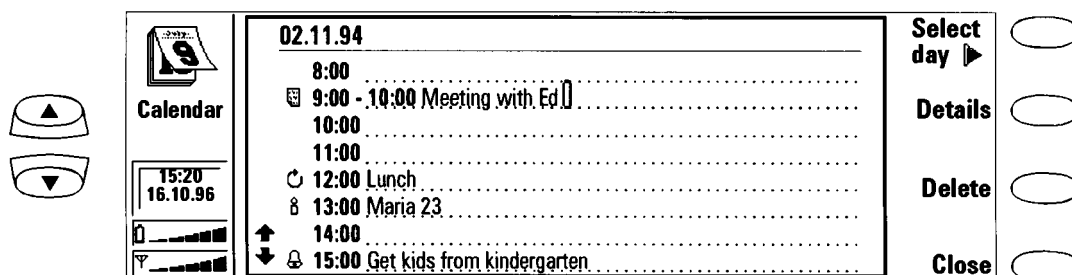 Calendar
15:20
16.10.96
02.11.94
8:00
9:00 - 10:00 Meeting with Ed
10:00
11:00
12:00 Lunch
13:00 Maria 23
14:00
15:00 Get kids from kindergarten
Select
day
Details
Delete
Close